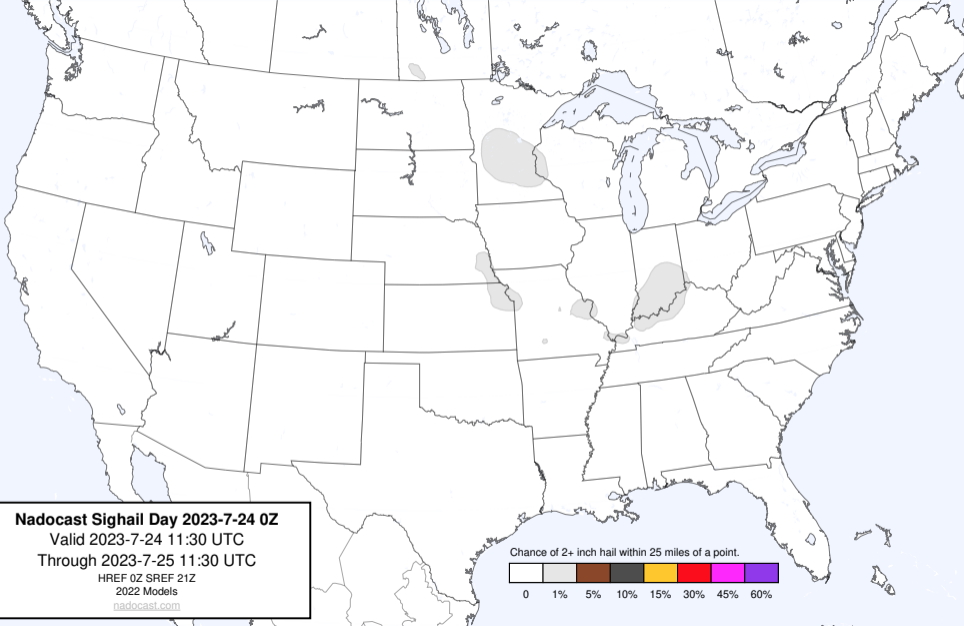 Nadocast Sighail Day 2023-7-24 0Z
Valid 2023-7-24 11:30 UTC
Through 2023-7-25 11:30 UTC
HREF 0Z SREF 21Z
2022 Models
nadocast.com
Chance of 2+ inch hail within 25 miles of a point.
0 1% 5% 10% 15% 30% 45% 60%